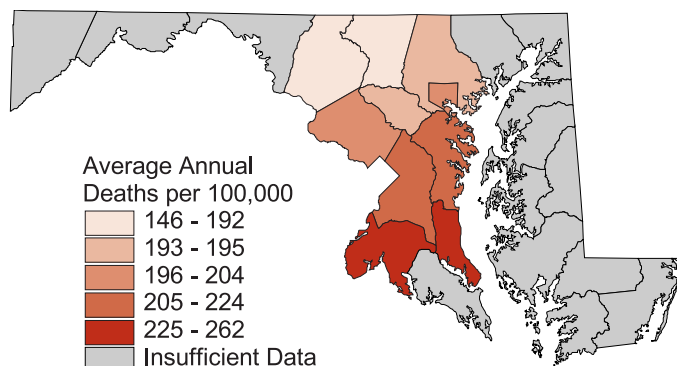 Average Annual
Deaths per 100,000
146 - 192
193 - 195
196 - 204
205 - 224
225 - 262
Insufficient Data